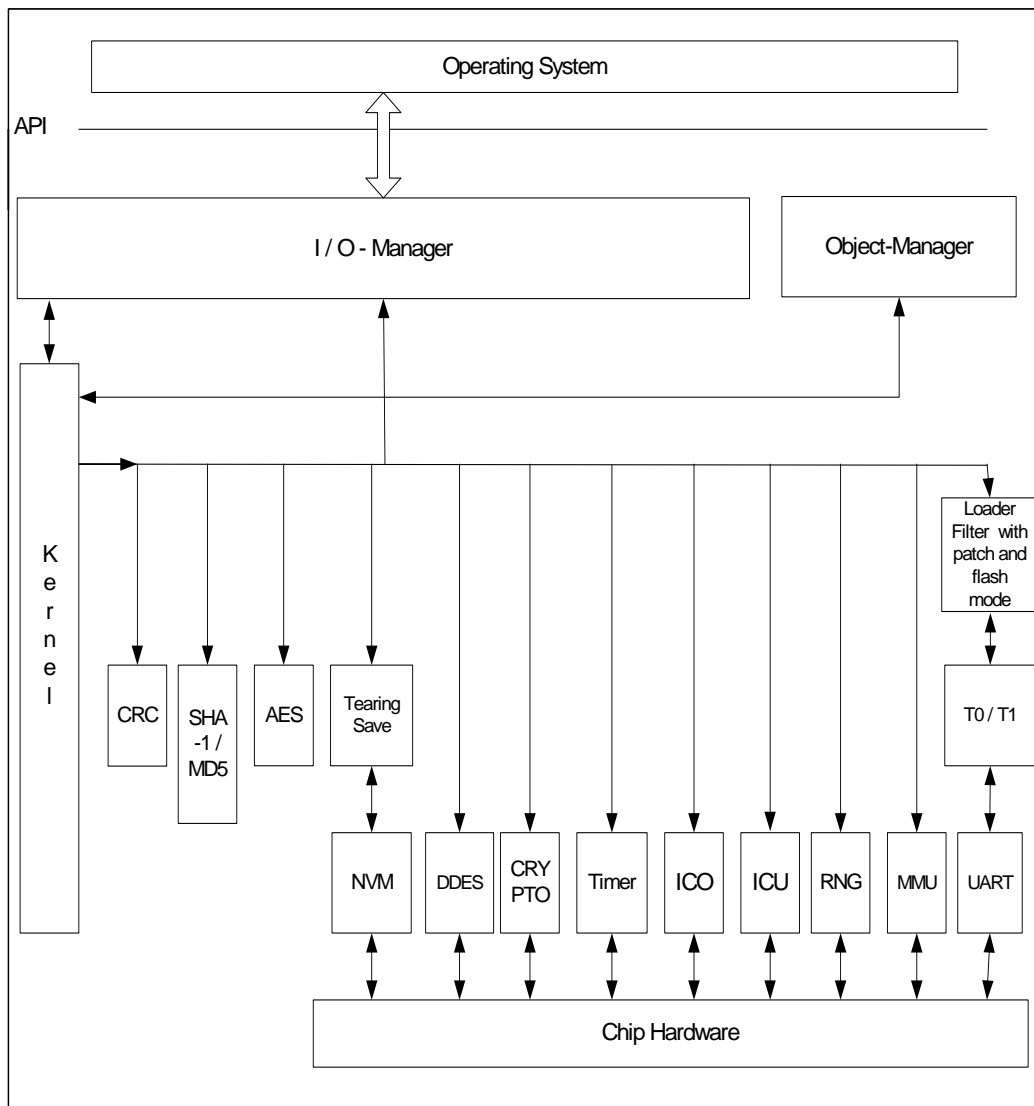 Operating System
API
I / O - Manager
Object-Manager
Kernel
Loader
Filter with
patch and
flash
mode
CRC
SHA
-1 /
MD5
AES
Tearing
Save
T0 / T1
NVM
DDES
CRY
PTO
Timer
ICO
ICU
RNG
MMU
UART
Chip Hardware